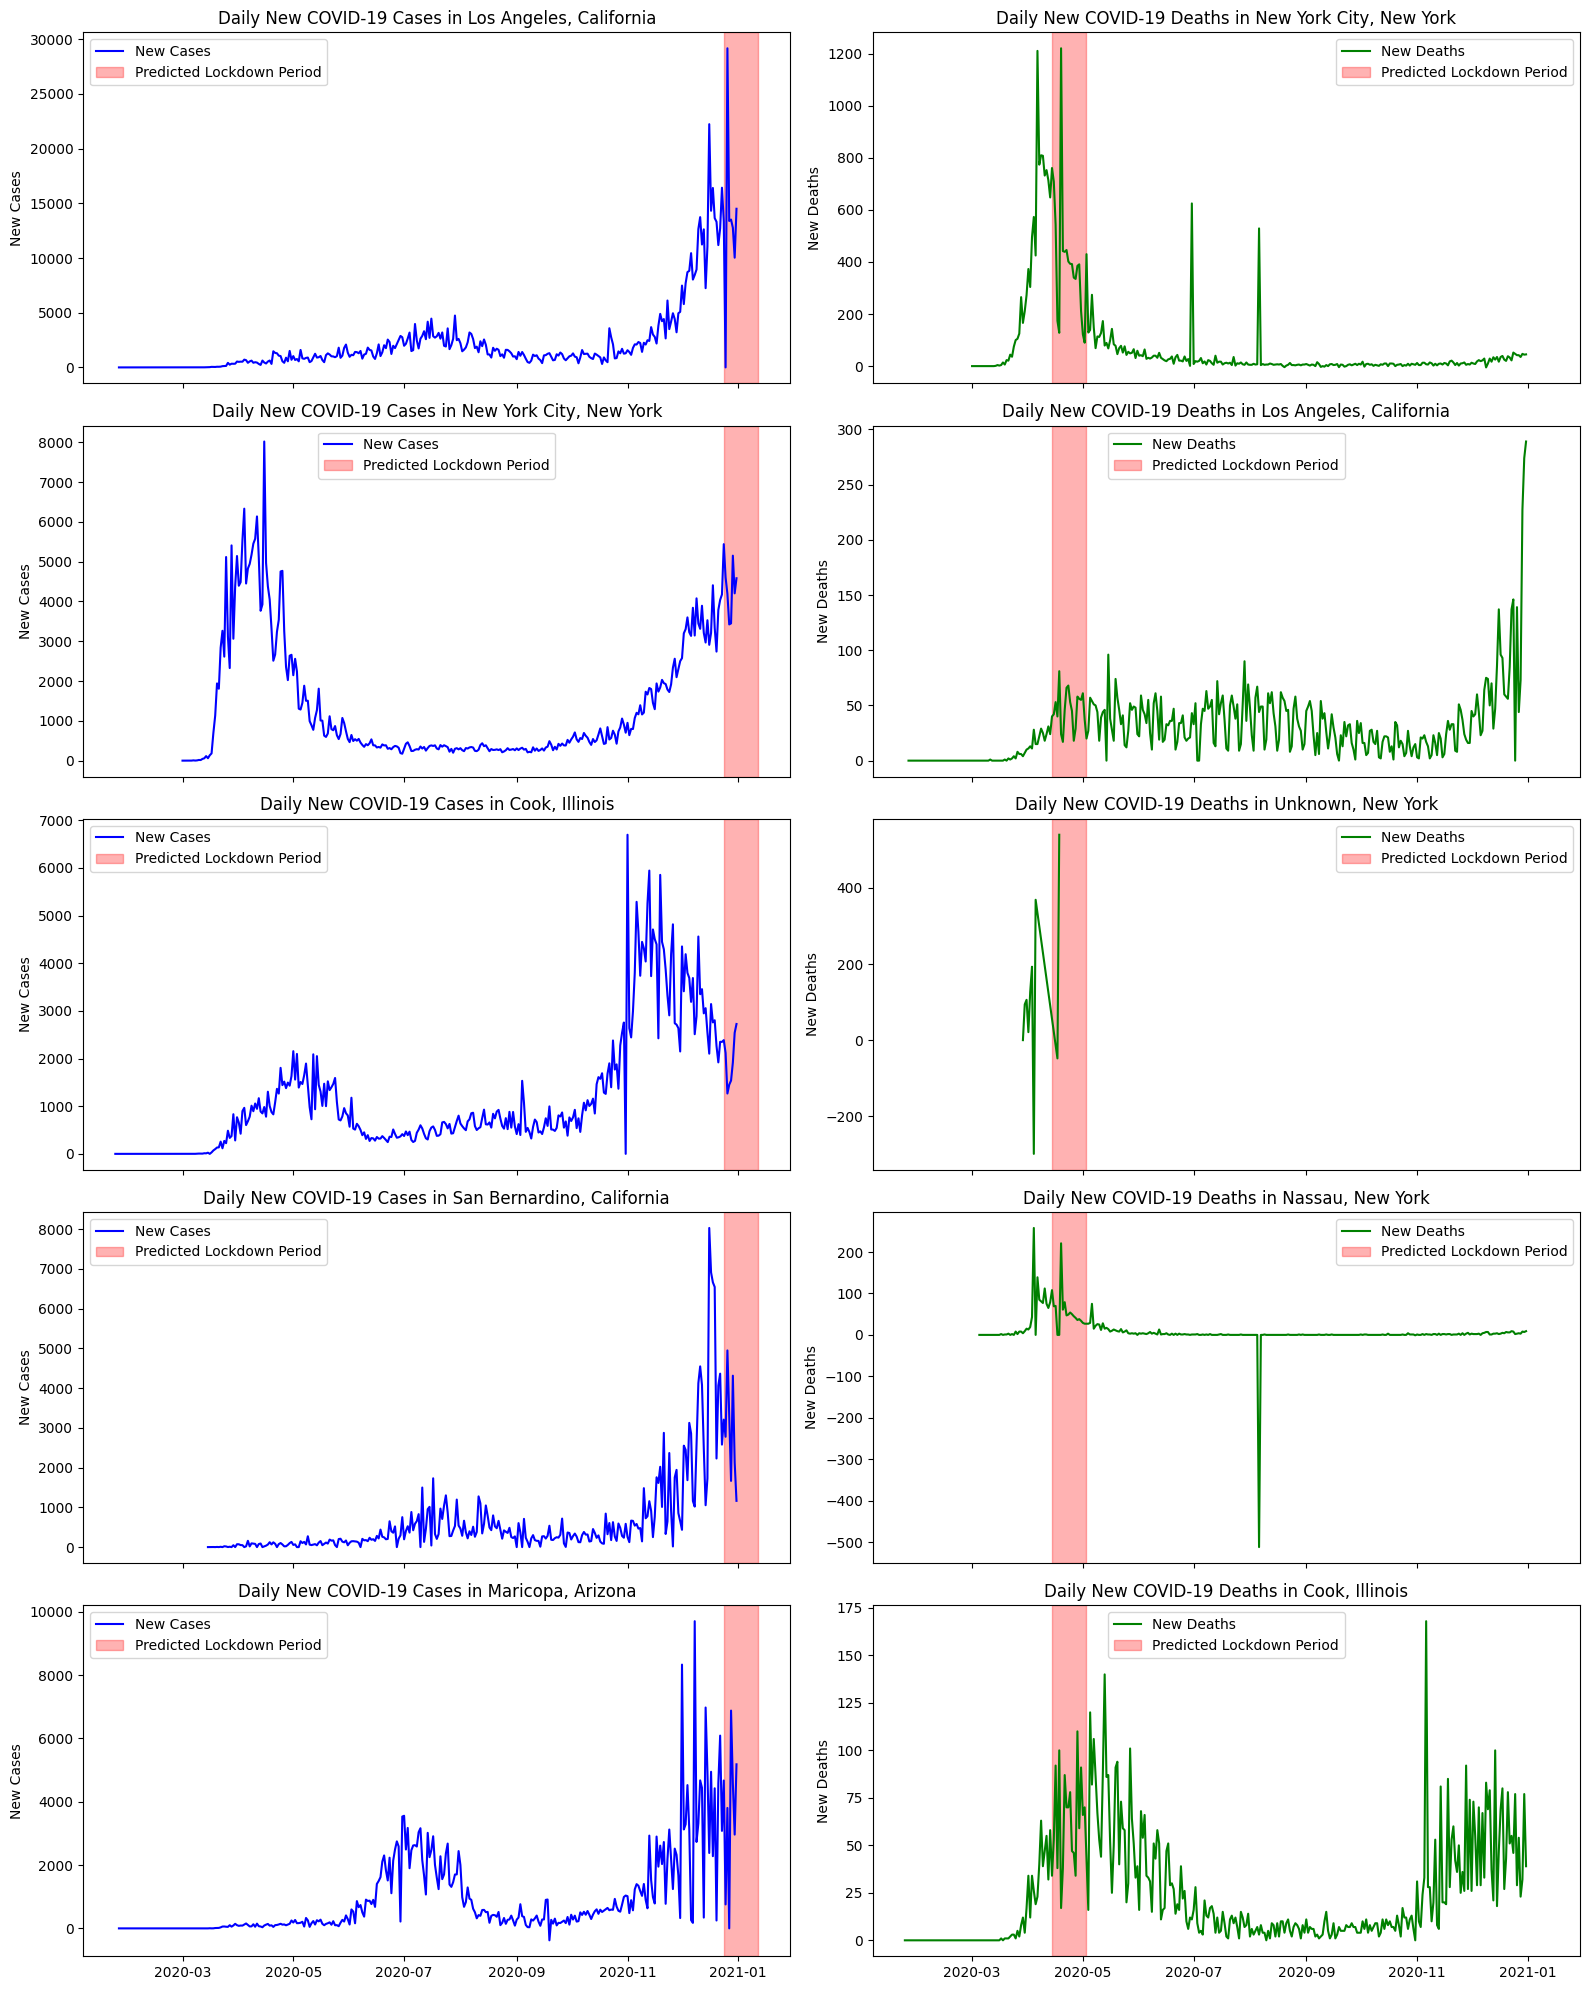 Daily New COVID-19 Cases in Los Angeles, California
30000
25000
20000
15000
10000
5000
0
New Cases
New Cases
Predicted Lockdown Period
Daily New COVID-19 Deaths in New York City, New York
1200
1000
800
600
400
200
0
New Deaths
New Deaths
Predicted Lockdown Period
Daily New COVID-19 Cases in New York City, New York
8000
7000
6000
5000
4000
3000
2000
1000
0
New Cases
New Cases
Predicted Lockdown Period
Daily New COVID-19 Deaths in Los Angeles, California
300
250
200
150
100
50
0
New Deaths
New Deaths
Predicted Lockdown Period
Daily New COVID-19 Cases in Cook, Illinois
7000
6000
5000
4000
3000
2000
1000
0
New Cases
New Cases
Predicted Lockdown Period
Daily New COVID-19 Deaths in Unknown, New York
400
200
0
−200
New Deaths
New Deaths
Predicted Lockdown Period
Daily New COVID-19 Cases in San Bernardino, California
8000
7000
6000
5000
4000
3000
2000
1000
0
New Cases
New Cases
Predicted Lockdown Period
Daily New COVID-19 Deaths in Nassau, New York
200
100
0
−100
−200
−300
−400
−500
New Deaths
New Deaths
Predicted Lockdown Period
Daily New COVID-19 Cases in Maricopa, Arizona
10000
8000
6000
4000
2000
0
New Cases
New Cases
Predicted Lockdown Period
2020-03
2020-05
2020-07
2020-09
2020-11
2021-01
Daily New COVID-19 Deaths in Cook, Illinois
175
150
125
100
75
50
25
0
New Deaths
New Deaths
Predicted Lockdown Period
2020-03
2020-05
2020-07
2020-09
2020-11
2021-01